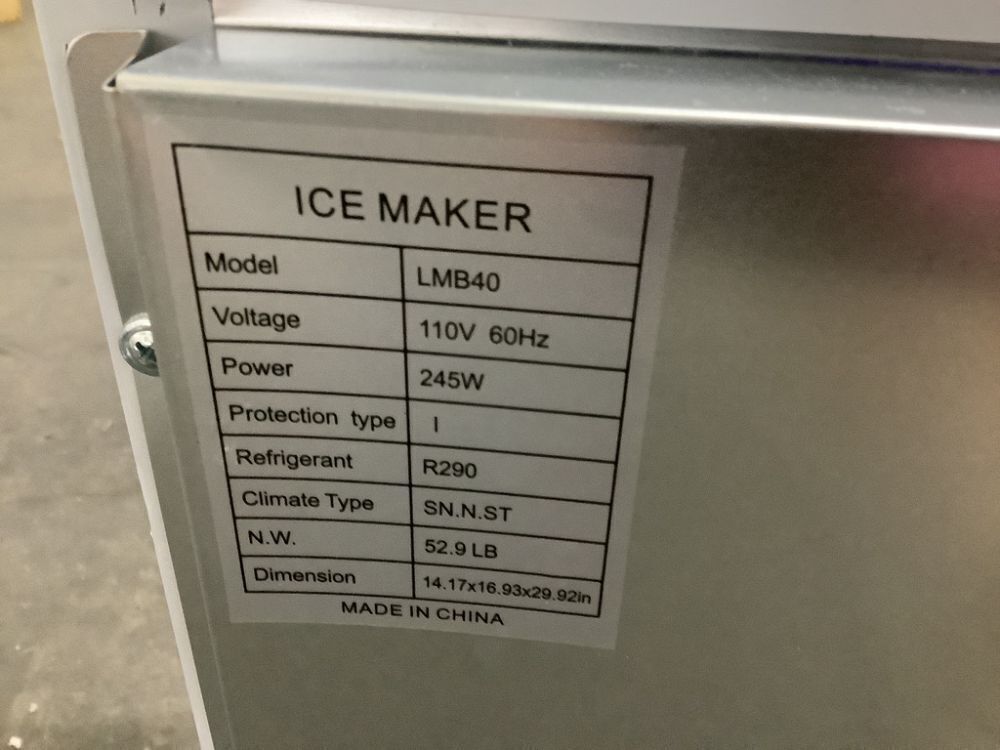 ICE MAKER
Model LMB40
Voltage 110V 60Hz
Power 245W
Protection type I
Refrigerant R290
Climate Type SN.N.ST
N.W. 52.9 LB
Dimension 14.17x16.93x29.92in
MADE IN CHINA